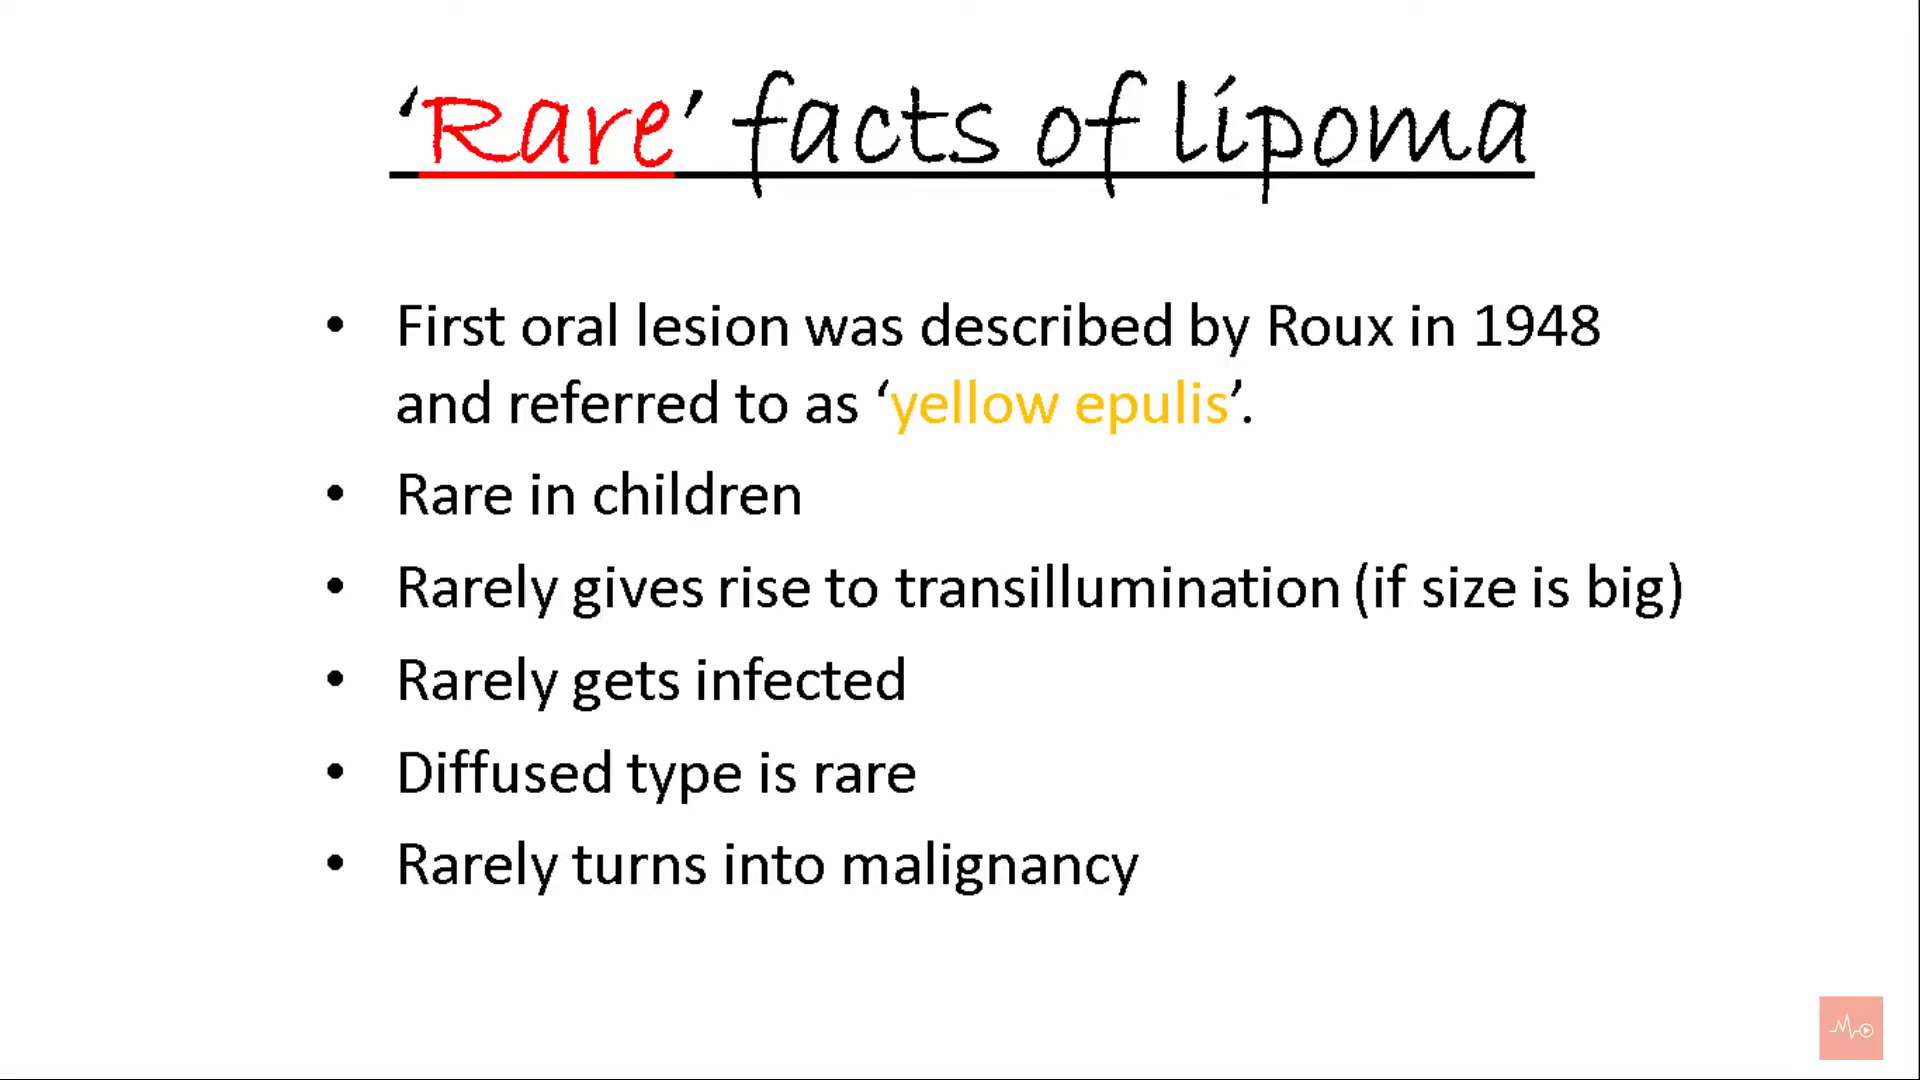 ‘Rare’ facts of lipoma
• First oral lesion was described by Roux in 1948
and referred to as ‘yellow epulis’.
• Rare in children
• Rarely gives rise to transillumination (if size is big)
• Rarely gets infected
• Diffused type is rare
• Rarely turns into malignancy